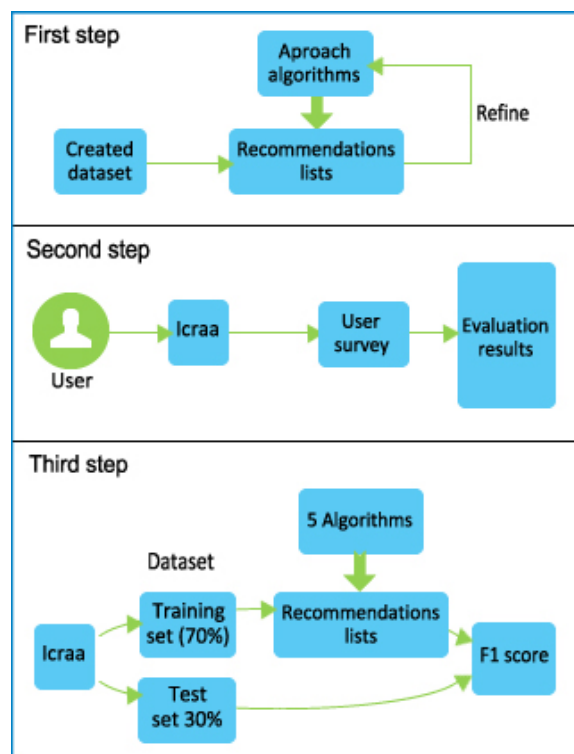 First step
Aproach
algorithms
Refine
Created
dataset
Recommendations
lists
Second step
User
Icraa
User
survey
Evaluation
results
Third step
5 Algorithms
Dataset
Training
set (70%)
Recommendations
lists
Icraa
F1 score
Test
set 30%